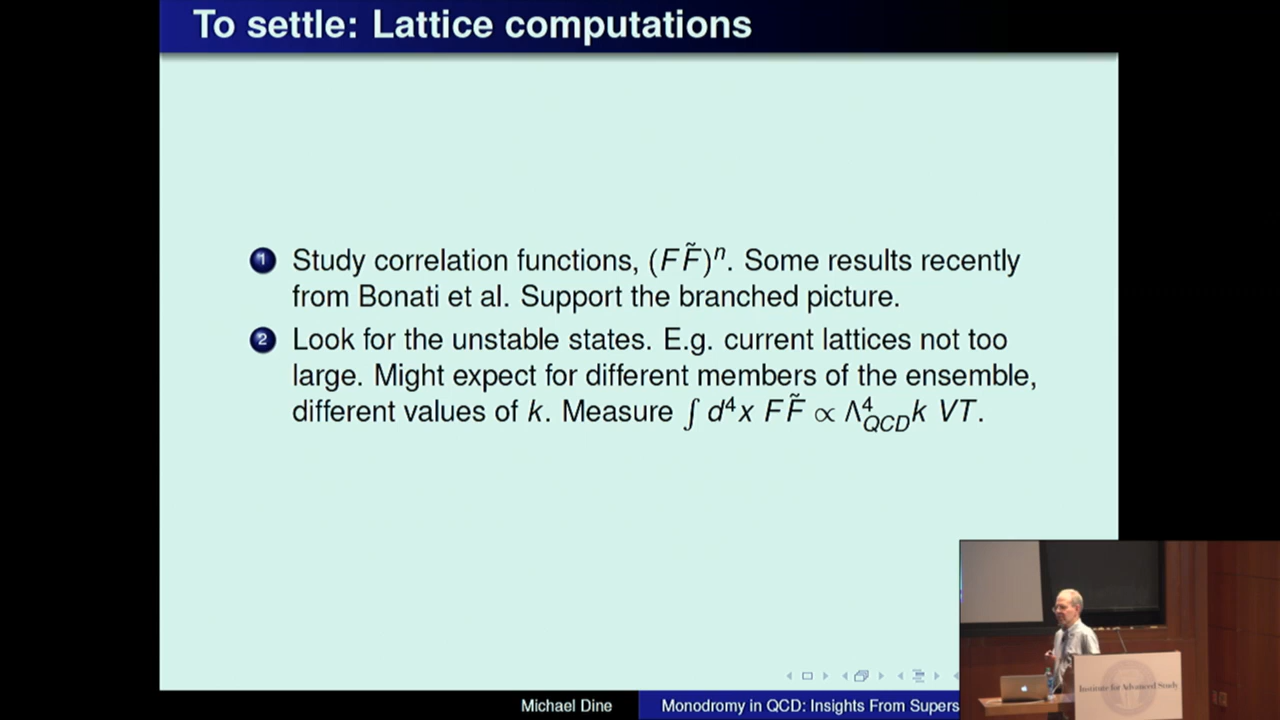 To settle: Lattice computations
1 Study correlation functions, (FF̃)ⁿ. Some results recently
from Bonati et al. Support the branched picture.
2 Look for the unstable states. E.g. current lattices not too
large. Might expect for different members of the ensemble,
different values of k. Measure ∫ d⁴x FF̃ ∝ Λ⁴_QCD k VT.
Michael Dine
Monodromy in QCD: Insights From Supers
Institute for Advanced Study